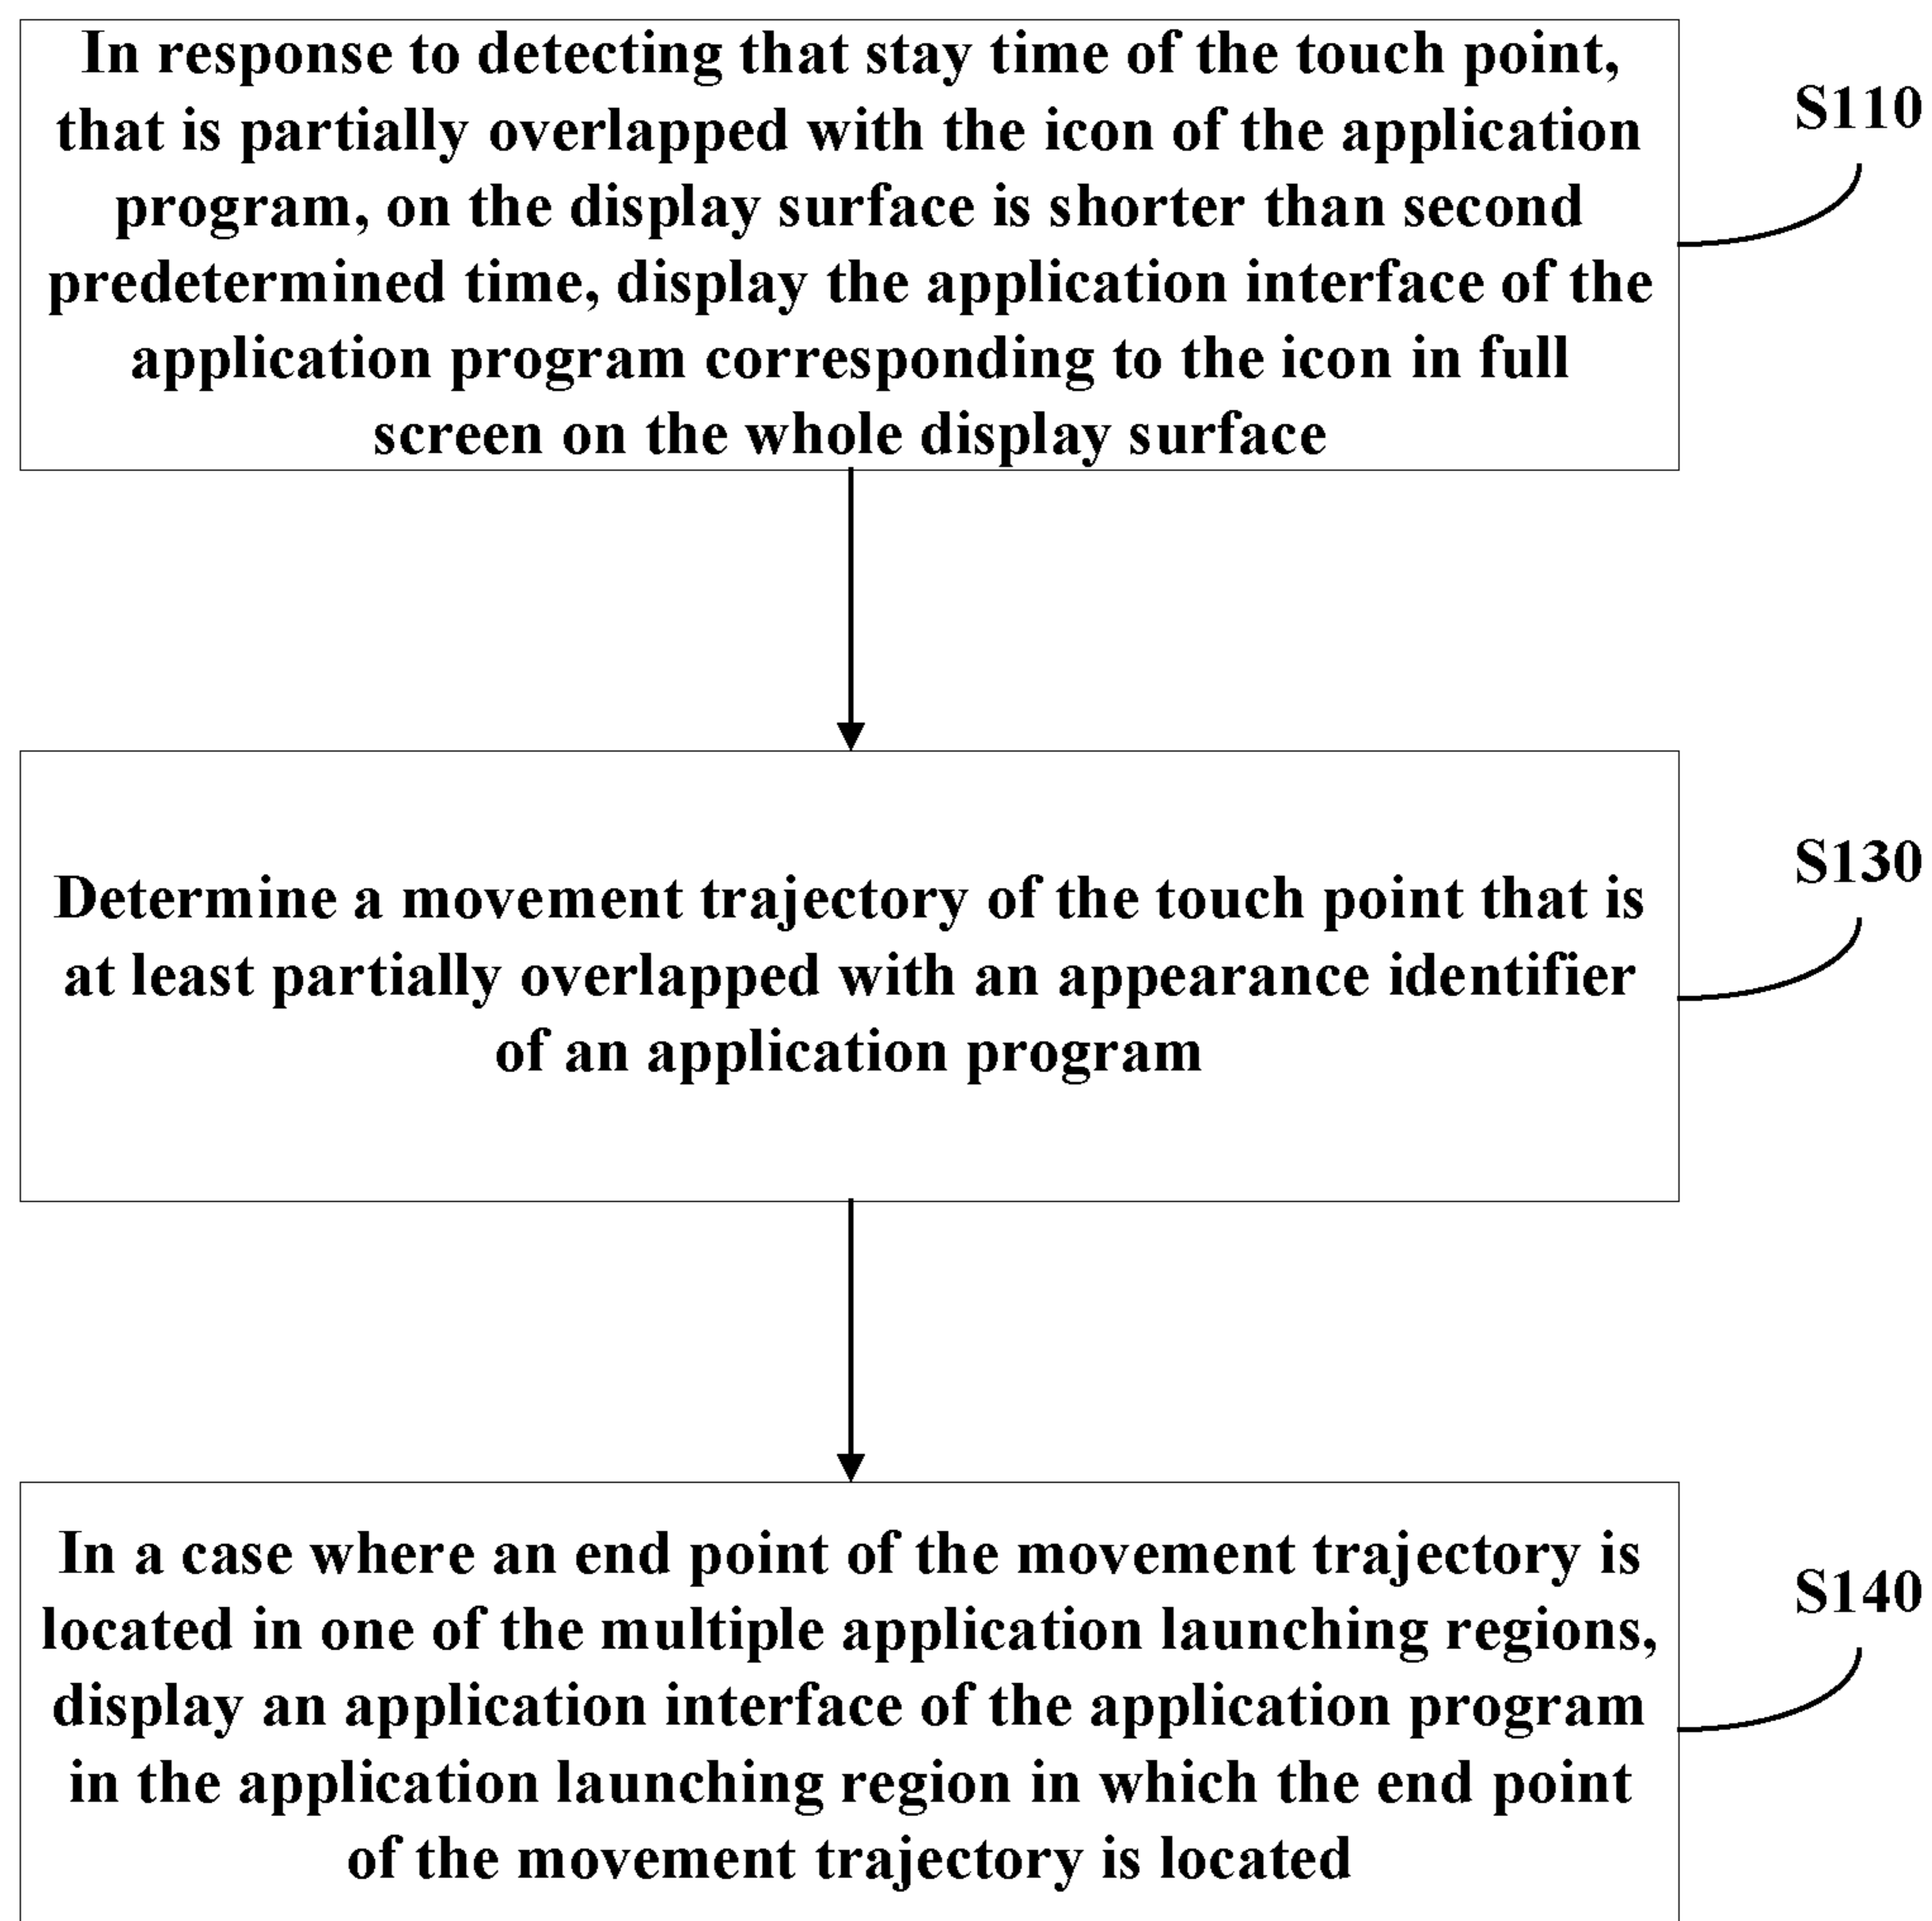 In response to detecting that stay time of the touch point,
that is partially overlapped with the icon of the application
program, on the display surface is shorter than second
predetermined time, display the application interface of the
application program corresponding to the icon in full
screen on the whole display surface
S110
Determine a movement trajectory of the touch point that is
at least partially overlapped with an appearance identifier
of an application program
S130
In a case where an end point of the movement trajectory is
located in one of the multiple application launching regions,
display an application interface of the application program
in the application launching region in which the end point
of the movement trajectory is located
S140